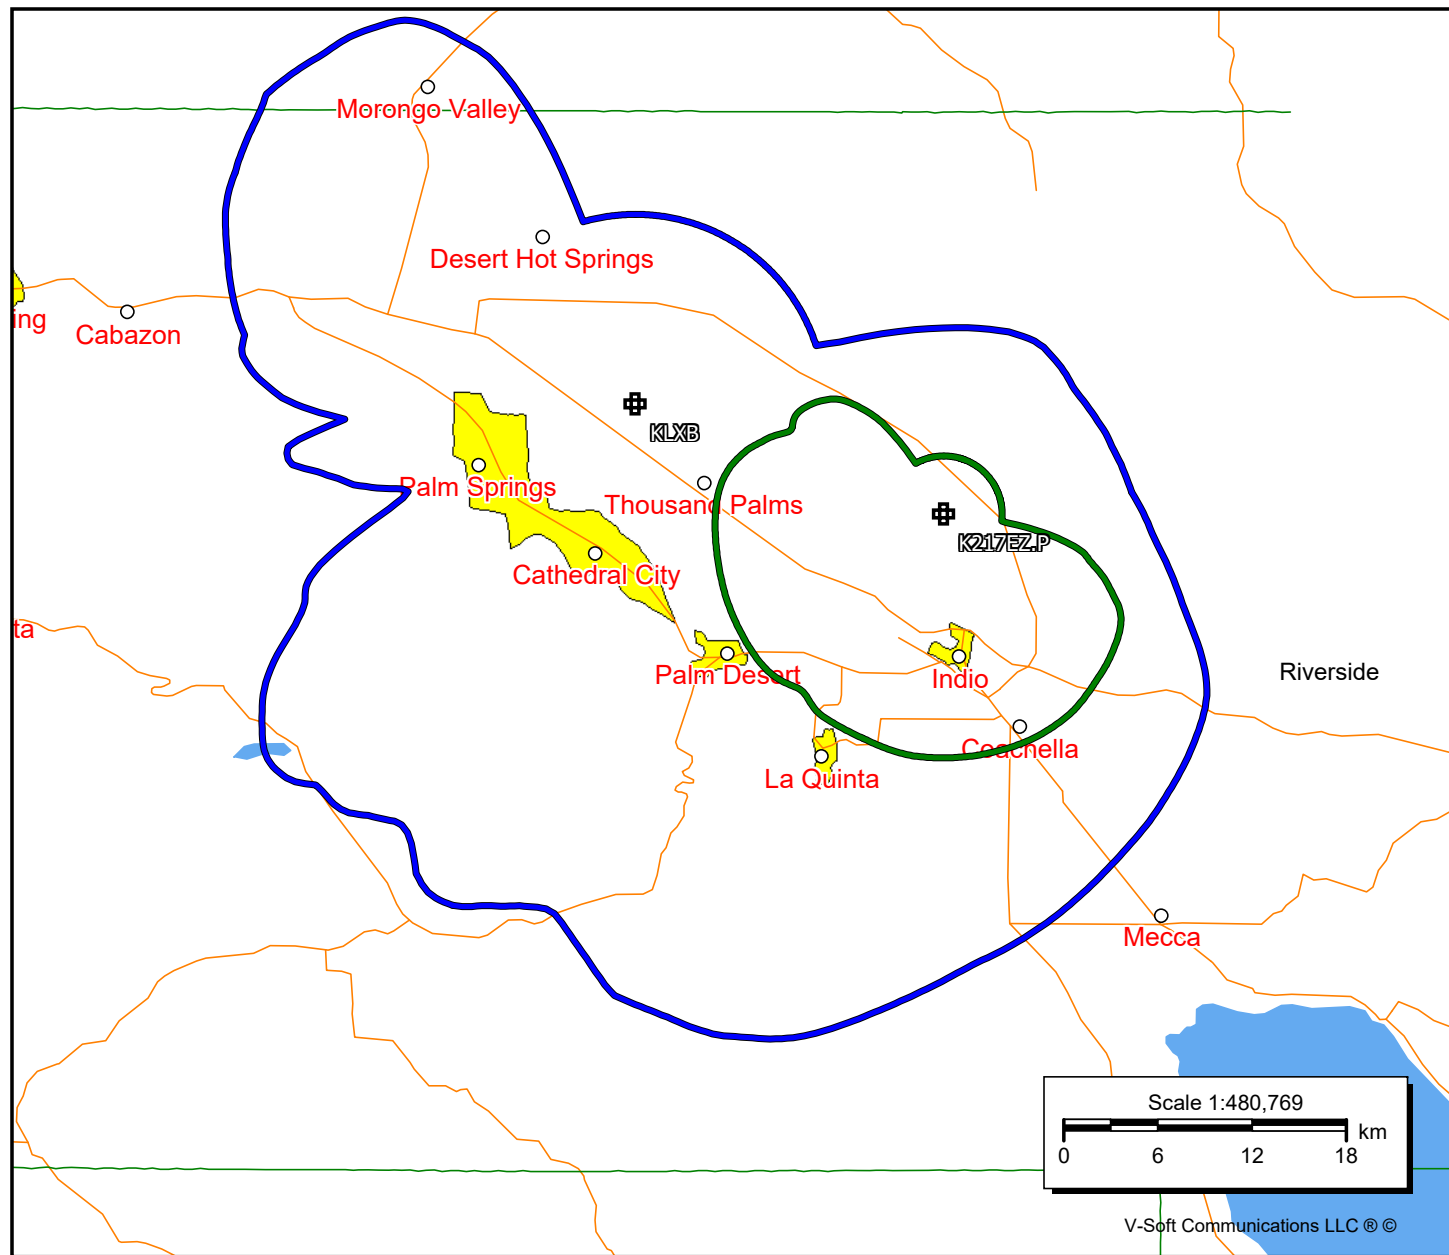 Morongo Valley
Desert Hot Springs
ing
Cabazon
KLXB
Palm Springs
Thousand Palms
K217EZ.P
Cathedral City
ta
Riverside
Palm Desert
Indio
Coachella
La Quinta
Mecca
Scale 1:480,769
km
0 6 12 18
V-Soft Communications LLC ® ©